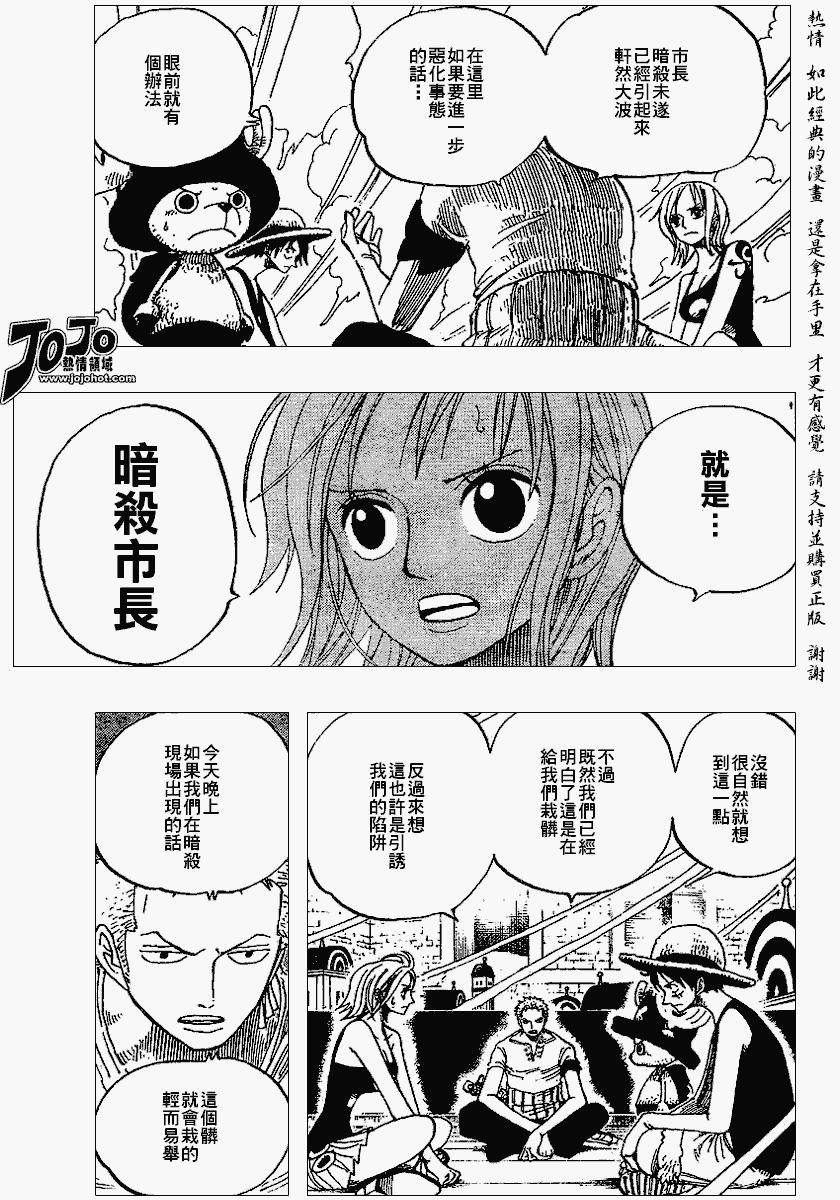 市長
暗殺未遂
已經引起來
軒然大波
在這里
如果要進一步
惡化事態
的話…
眼前就有
個辦法
就是…
暗殺市長
沒錯
很自然就想
到這一點
不過
既然我們已經
明白了這是在
給我們栽髒
反過來想
這也許是引誘
我們的陷阱
今天晚上
如果我們在暗殺
現場出現的話
這個髒
就會栽的
輕而易舉
熱情 如此經典的漫畫 還是拿在手里 才更有感覺 請支持並購買正版 謝謝
JOJO
熱情領域
www.jojohot.com